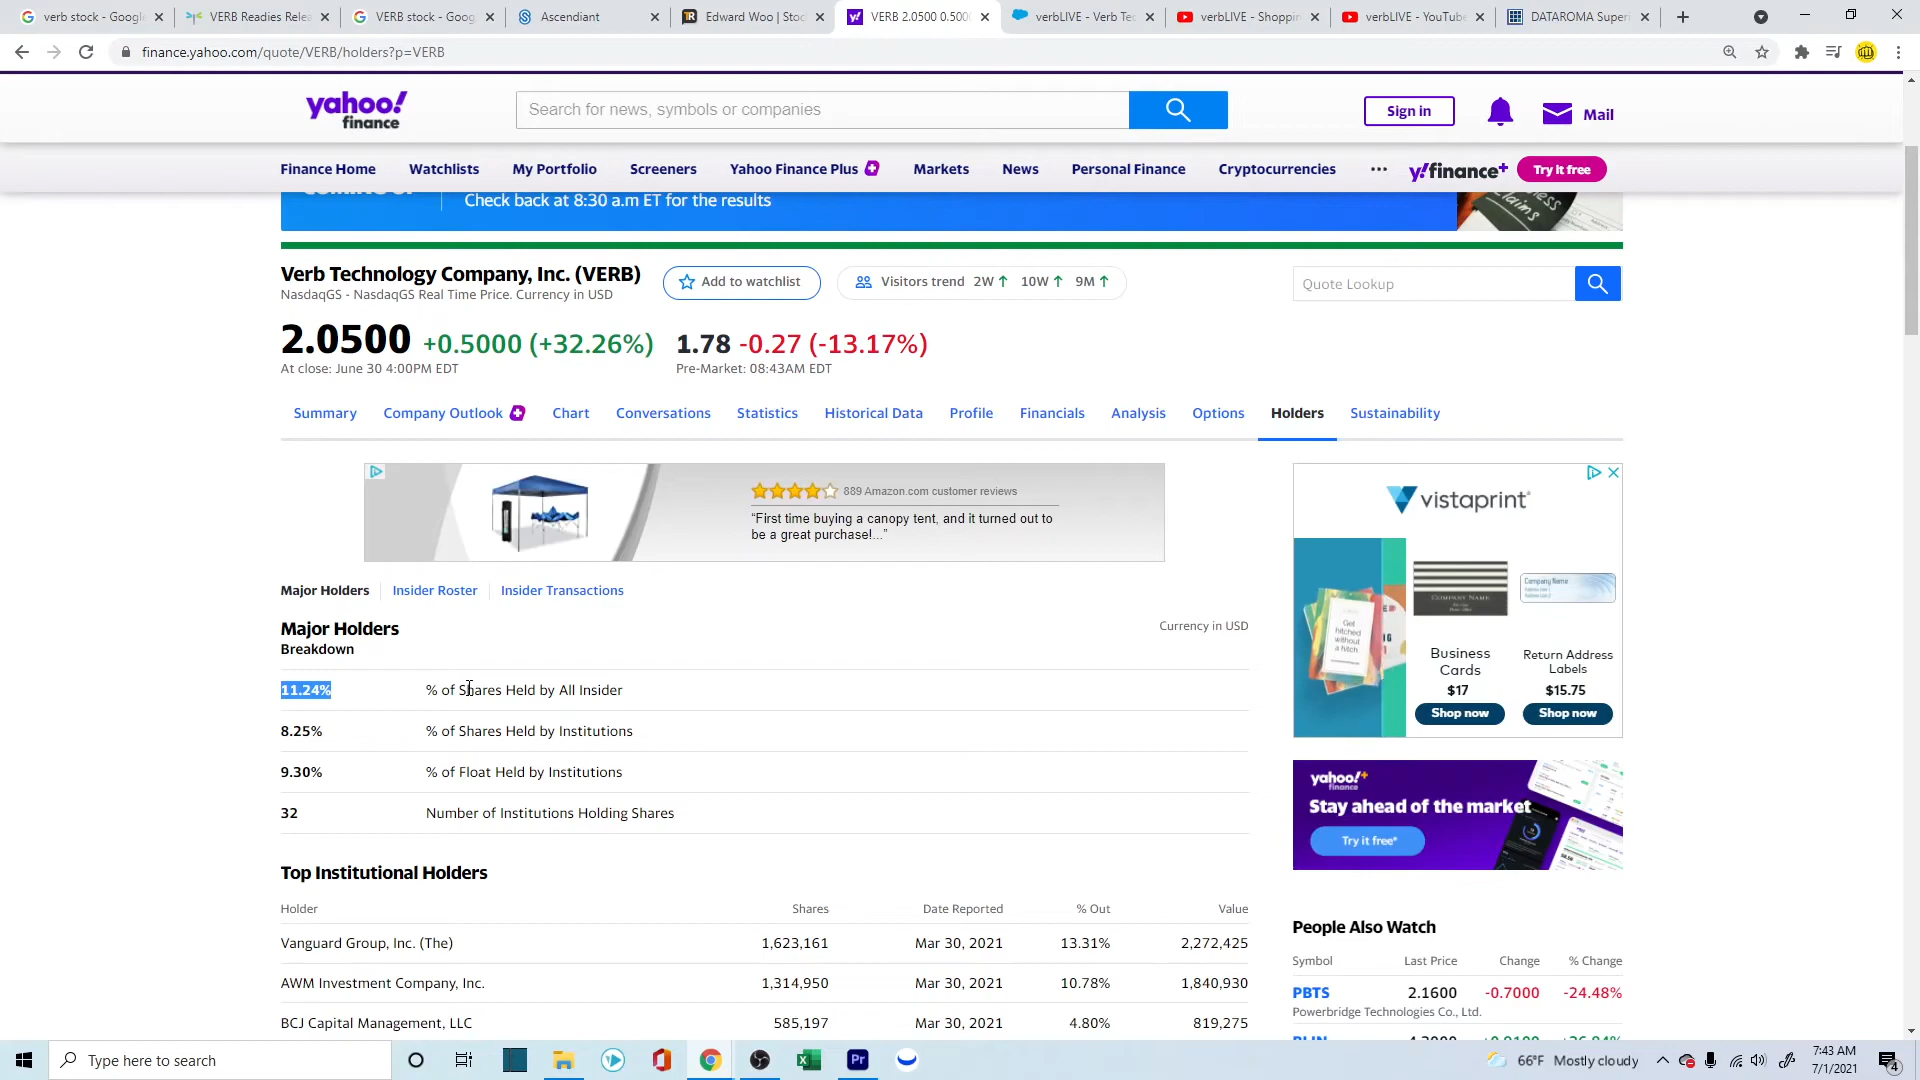 verb stock - Google
VERB Readies Relea
VERB stock - Goog
Ascendiant
Edward Woo | Stoc
VERB 2.0500 0.5000
verbLIVE - Verb Tec
verbLIVE - Shoppin
verbLIVE - YouTube
DATAROMA Superi
finance.yahoo.com/quote/VERB/holders?p=VERB
yahoo!
finance
Search for news, symbols or companies
Sign in
Mail
Finance Home
Watchlists
My Portfolio
Screeners
Yahoo Finance Plus
Markets
News
Personal Finance
Cryptocurrencies
y!finance+
Try it free
Check back at 8:30 a.m ET for the results
Verb Technology Company, Inc. (VERB)
NasdaqGS - NasdaqGS Real Time Price. Currency in USD
Add to watchlist
Visitors trend 2W 10W 9M
Quote Lookup
2.0500 +0.5000 (+32.26%)
At close: June 30 4:00PM EDT
1.78 -0.27 (-13.17%)
Pre-Market: 08:43AM EDT
Summary
Company Outlook
Chart
Conversations
Statistics
Historical Data
Profile
Financials
Analysis
Options
Holders
Sustainability
889 Amazon.com customer reviews
“First time buying a canopy tent, and it turned out to
be a great purchase!...”
vistaprint
COMPANY NAME
Company Name
Get
hitched
without
a hitch.
Business
Cards
$17
Shop now
Return Address
Labels
$15.75
Shop now
Major Holders
Insider Roster
Insider Transactions
Major Holders
Currency in USD
Breakdown
11.24% % of Shares Held by All Insider
8.25% % of Shares Held by Institutions
9.30% % of Float Held by Institutions
32 Number of Institutions Holding Shares
yahoo!+
finance
Stay ahead of the market
Try it free*
Top Institutional Holders
Holder Shares Date Reported % Out Value
Vanguard Group, Inc. (The) 1,623,161 Mar 30, 2021 13.31% 2,272,425
AWM Investment Company, Inc. 1,314,950 Mar 30, 2021 10.78% 1,840,930
BCJ Capital Management, LLC 585,197 Mar 30, 2021 4.80% 819,275
People Also Watch
Symbol Last Price Change % Change
PBTS 2.1600 -0.7000 -24.48%
Powerbridge Technologies Co., Ltd.
Type here to search
Pr
66°F Mostly cloudy
7:43 AM
7/1/2021
4